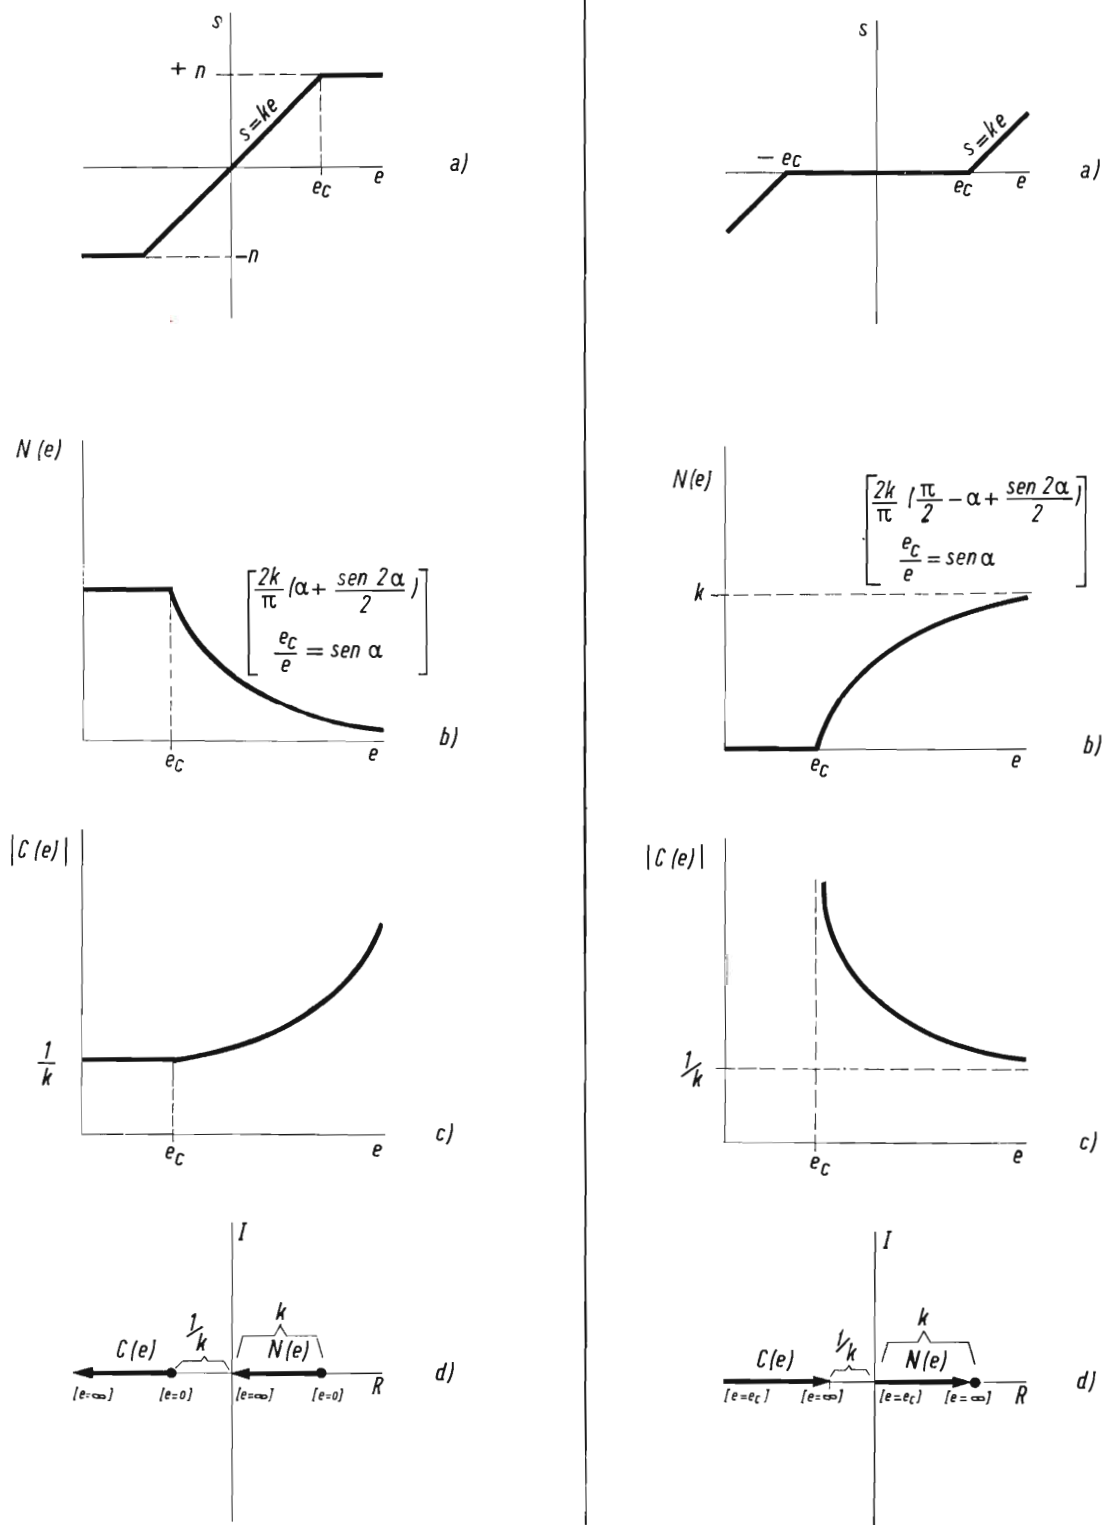 s
+ n
s=ke
e_c
e
a)
-n
N(e)
[2k/π (α + sen 2α/2)
e_c/e = sen α]
e_c
e
b)
|C(e)|
1/k
e_c
e
c)
I
1/k
k
C(e)
N(e)
R
[e=∞]
[e=0]
[e=∞]
[e=0]
d)
s
s=ke
- e_c
e_c
e
a)
N(e)
[2k/π (π/2 - α + sen 2α/2)
e_c/e = sen α]
k
e_c
e
b)
|C(e)|
1/k
e_c
e
c)
I
k
1/k
C(e)
N(e)
R
[e=e_c]
[e=∞]
[e=e_c]
[e=∞]
d)